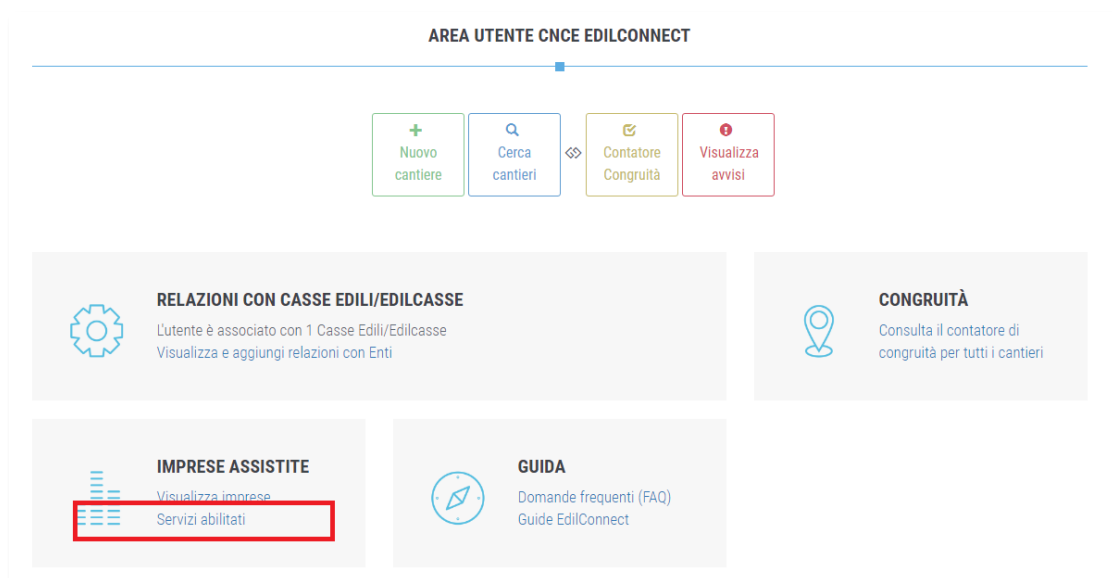 AREA UTENTE CNCE EDILCONNECT
Nuovo
cantiere
Cerca
cantieri
Contatore
Congruità
Visualizza
avvisi
RELAZIONI CON CASSE EDILI/EDILCASSE
L'utente è associato con 1 Casse Edili/Edilcasse
Visualizza e aggiungi relazioni con Enti
CONGRUITÀ
Consulta il contatore di
congruità per tutti i cantieri
IMPRESE ASSISTITE
Visualizza imprese
Servizi abilitati
GUIDA
Domande frequenti (FAQ)
Guide EdilConnect